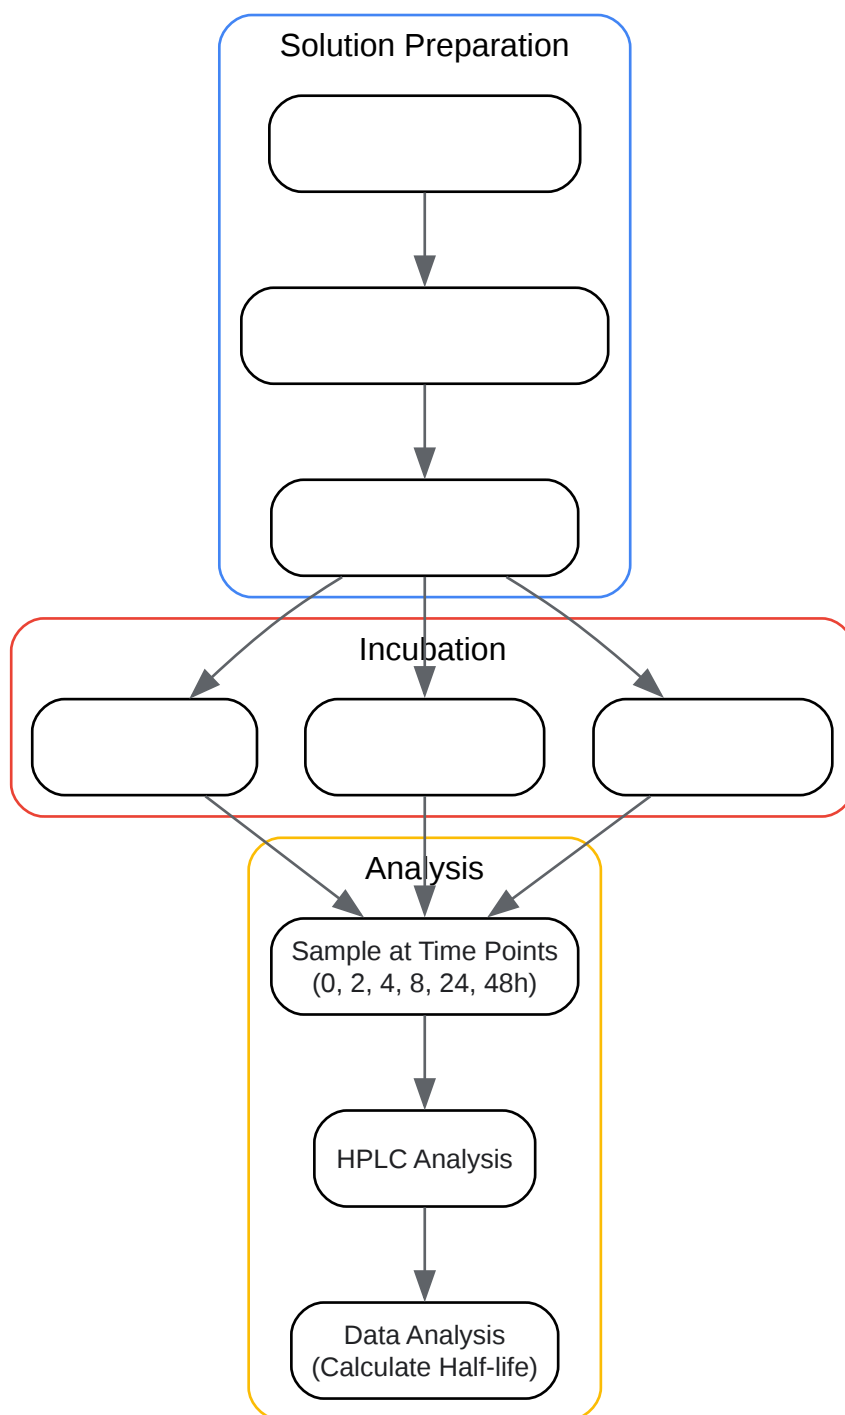 Solution Preparation
Incubation
Analysis
Sample at Time Points
(0, 2, 4, 8, 24, 48h)
HPLC Analysis
Data Analysis
(Calculate Half-life)